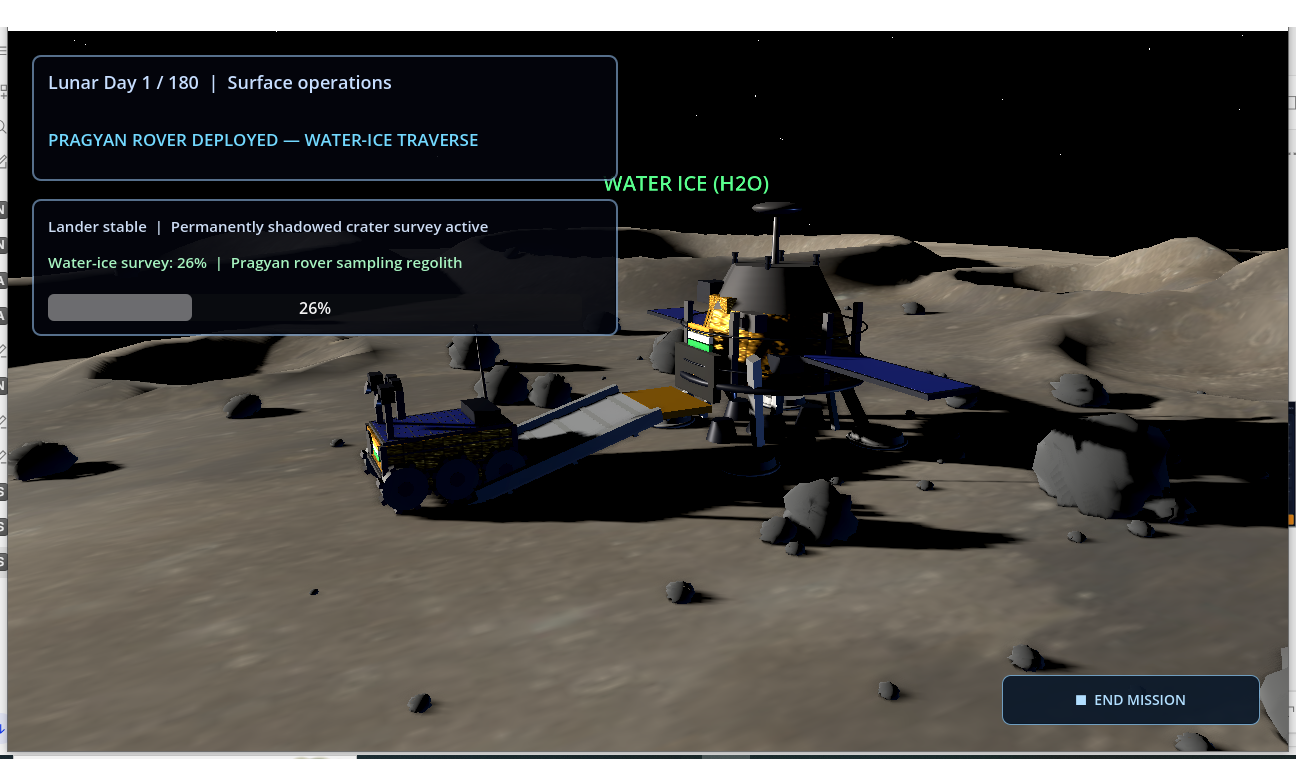 Lunar Day 1 / 180 | Surface operations
PRAGYAN ROVER DEPLOYED — WATER-ICE TRAVERSE
WATER ICE (H2O)
Lander stable | Permanently shadowed crater survey active
Water-ice survey: 26% | Pragyan rover sampling regolith
26%
END MISSION